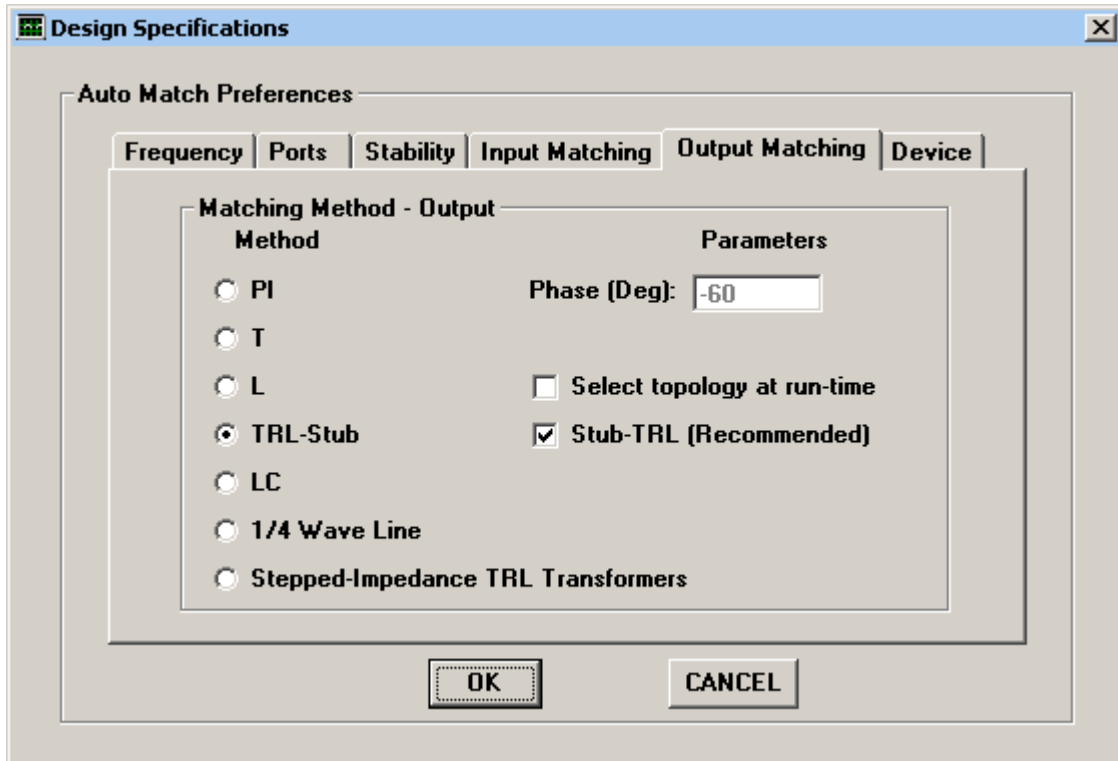 Design Specifications
Auto Match Preferences
Frequency Ports Stability Input Matching Output Matching Device
Matching Method - Output
Method Parameters
PI Phase (Deg): -60
T
L Select topology at run-time
TRL-Stub Stub-TRL (Recommended)
LC
1/4 Wave Line
Stepped-Impedance TRL Transformers
OK CANCEL